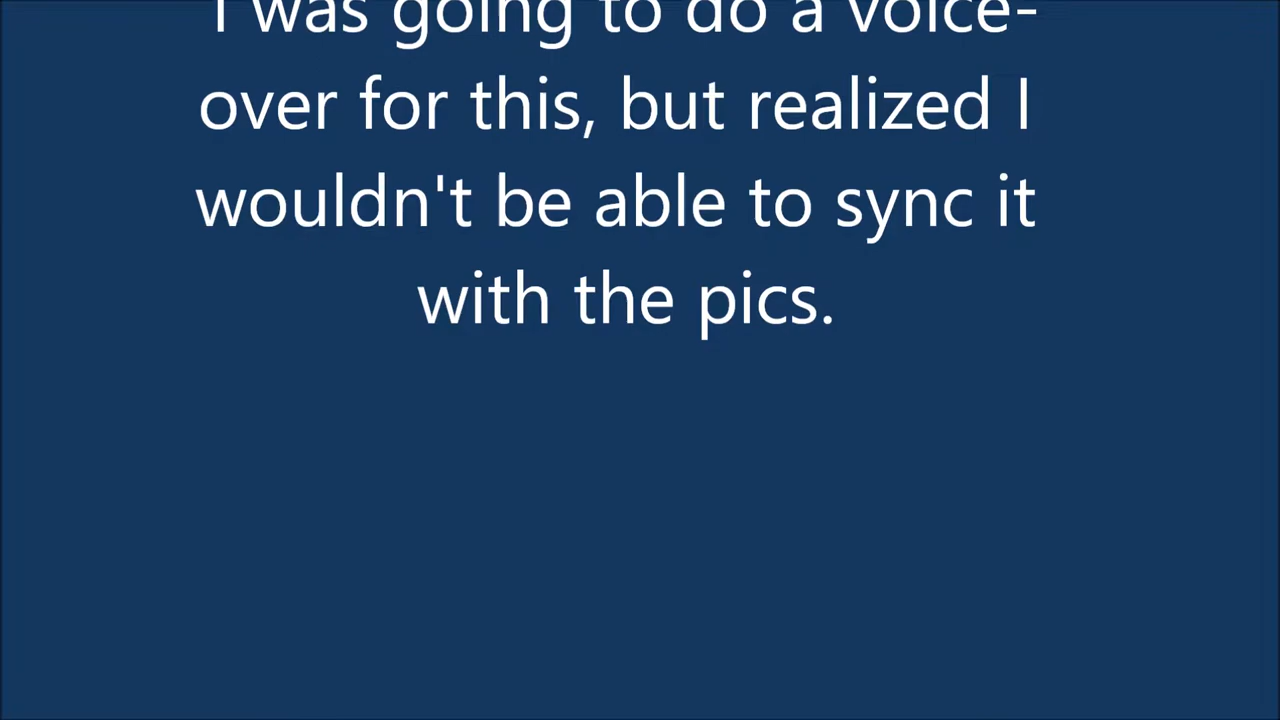 I was going to do a voice-
over for this, but realized I
wouldn't be able to sync it
with the pics.